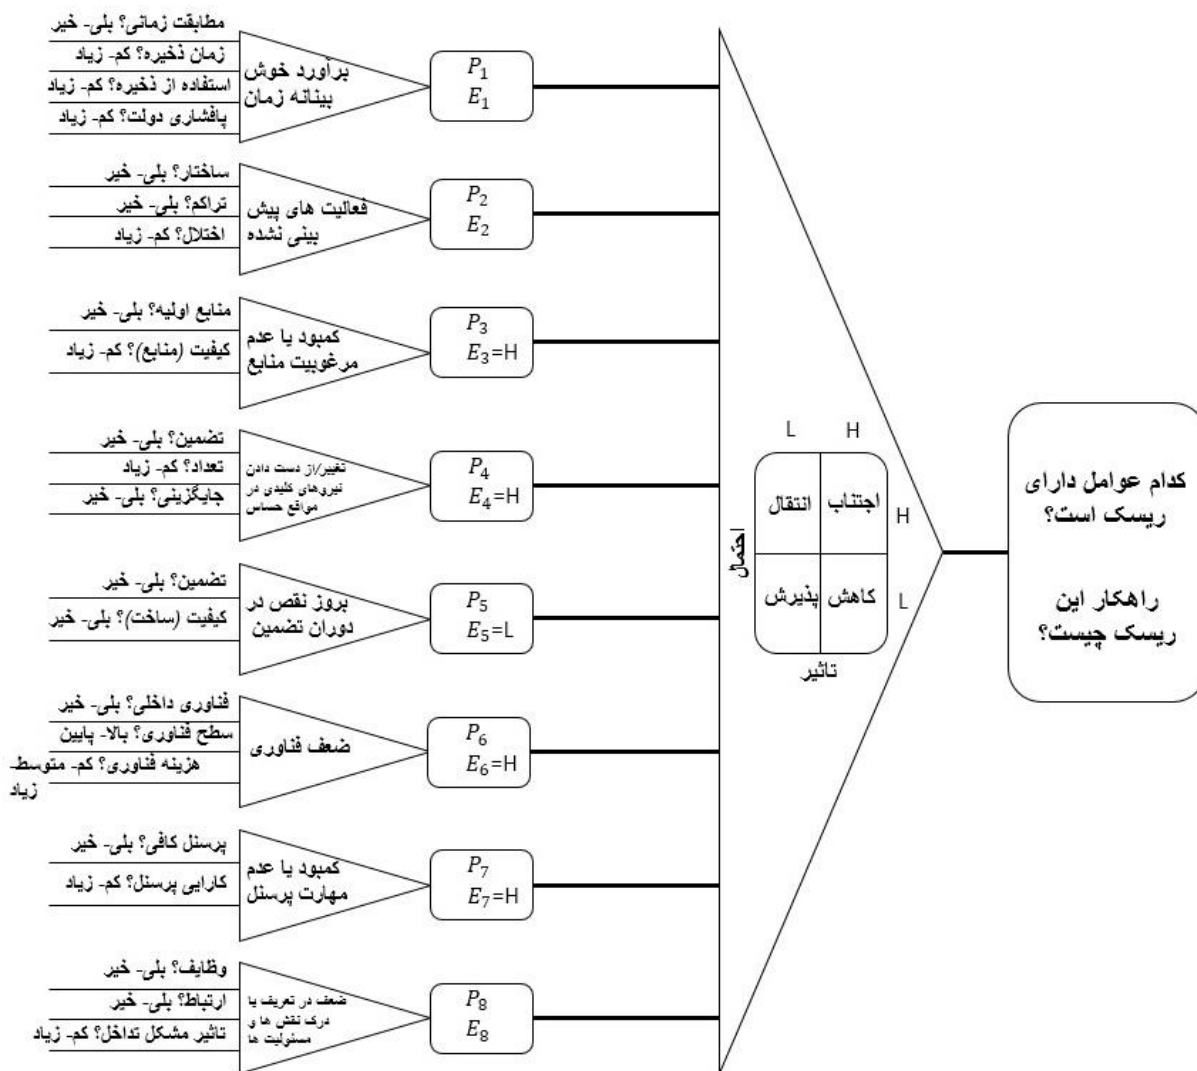 مطابقت زمانی؟ بلی- خیر
زمان ذخیره؟ کم- زیاد
استفاده از ذخیره؟ کم- زیاد
پافشاری دولت؟ کم- زیاد
برآورد خوش
بینانه زمان
P1
E1
ساختار؟ بلی- خیر
تراکم؟ بلی- خیر
اختلال؟ کم- زیاد
فعالیت های پیش
بینی نشده
P2
E2
منابع اولیه؟ بلی- خیر
کیفیت (منابع)؟ کم- زیاد
کمبود یا عدم
مرغوبیت منابع
P3
E3=H
تضمین؟ بلی- خیر
تعداد؟ کم- زیاد
جایگزینی؟ بلی- خیر
تغییر/از دست دادن
نیروهای کلیدی در
مواقع حساس
P4
E4=H
تضمین؟ بلی- خیر
کیفیت (ساخت)؟ بلی- خیر
بروز نقص در
دوران تضمین
P5
E5=L
فناوری داخلی؟ بلی- خیر
سطح فناوری؟ بالا- پایین
هزینه فناوری؟ کم- متوسط-
زیاد
ضعف فناوری
P6
E6=H
پرسنل کافی؟ بلی- خیر
کارایی پرسنل؟ کم- زیاد
کمبود یا عدم
مهارت پرسنل
P7
E7=H
وظایف؟ بلی- خیر
ارتباط؟ بلی- خیر
تاثیر مشکل تداخل؟ کم- زیاد
ضعف در تعریف یا
درک نقش ها و
مسئولیت ها
P8
E8
L H
انتقال اجتناب H
احتمال
پذیرش کاهش L
تاثیر
کدام عوامل دارای
ریسک است؟
راهکار این
ریسک چیست؟